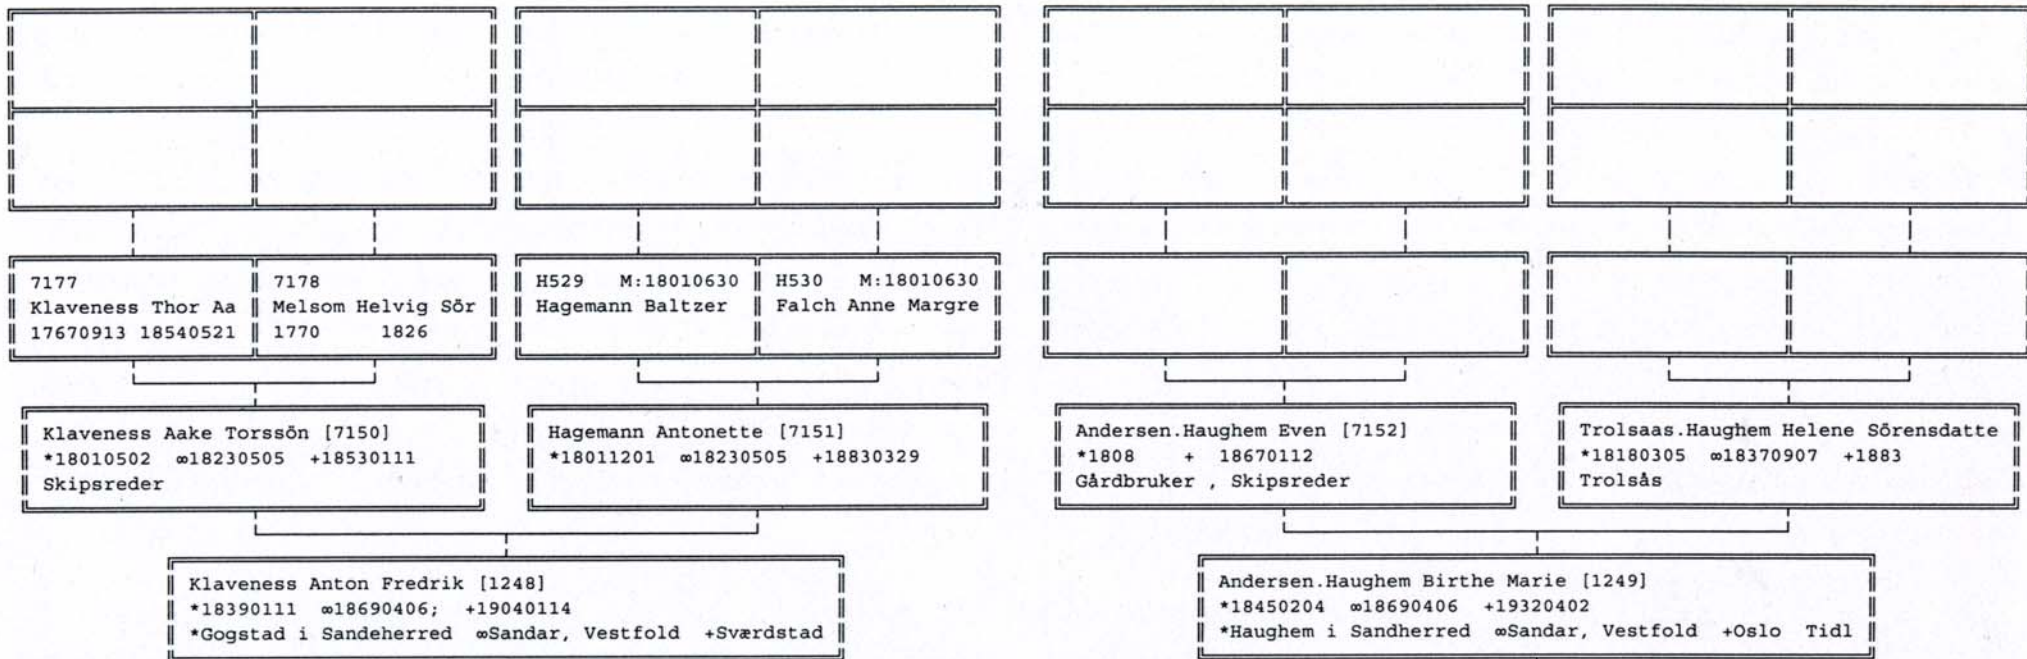 7177
Klaveness Thor Aa
17670913 18540521
7178
Melsom Helvig Sör
1770 1826
H529 M:18010630
Hagemann Baltzer
H530 M:18010630
Falch Anne Margre
Klaveness Aake Torssön [7150]
*18010502 ∞18230505 +18530111
Skipsreder
Hagemann Antonette [7151]
*18011201 ∞18230505 +18830329
Andersen.Haughem Even [7152]
*1808 + 18670112
Gårdbruker , Skipsreder
Trolsaas.Haughem Helene Sörensdatte
*18180305 ∞18370907 +1883
Trolsås
Klaveness Anton Fredrik [1248]
*18390111 ∞18690406; +19040114
*Gogstad i Sandeherred ∞Sandar, Vestfold +Sværdstad
Andersen.Haughem Birthe Marie [1249]
*18450204 ∞18690406 +19320402
*Haughem i Sandherred ∞Sandar, Vestfold +Oslo Tidl